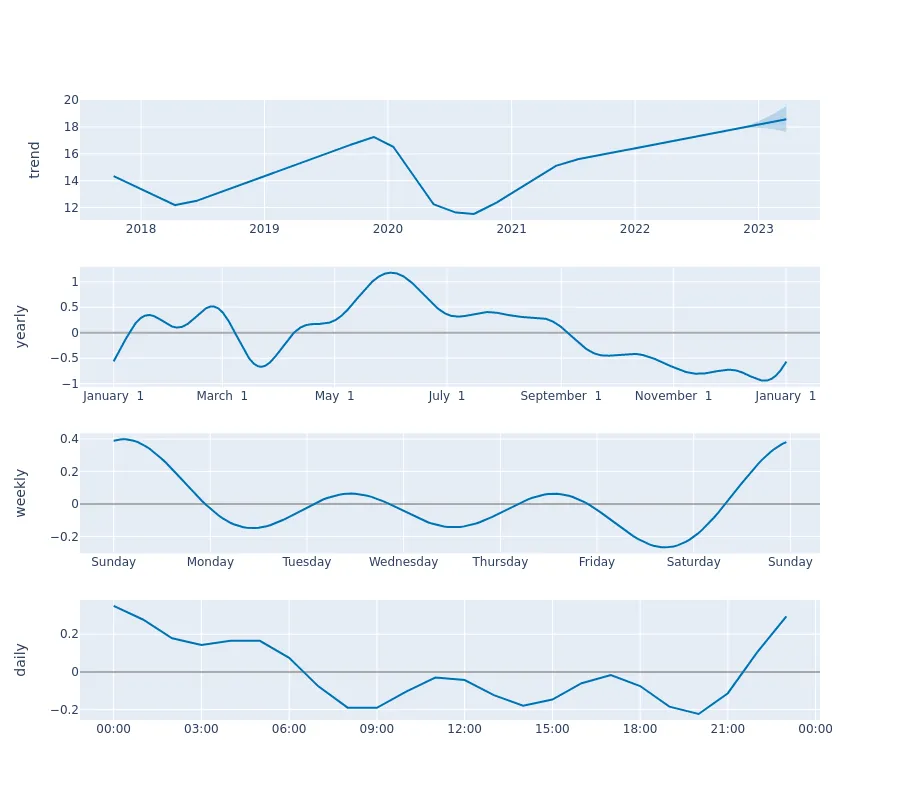 trend
20
18
16
14
12
2018 2019 2020 2021 2022 2023
yearly
1
0.5
0
−0.5
−1
January 1 March 1 May 1 July 1 September 1 November 1 January 1
weekly
0.4
0.2
0
−0.2
Sunday Monday Tuesday Wednesday Thursday Friday Saturday Sunday
daily
0.2
0
−0.2
00:00 03:00 06:00 09:00 12:00 15:00 18:00 21:00 00:00